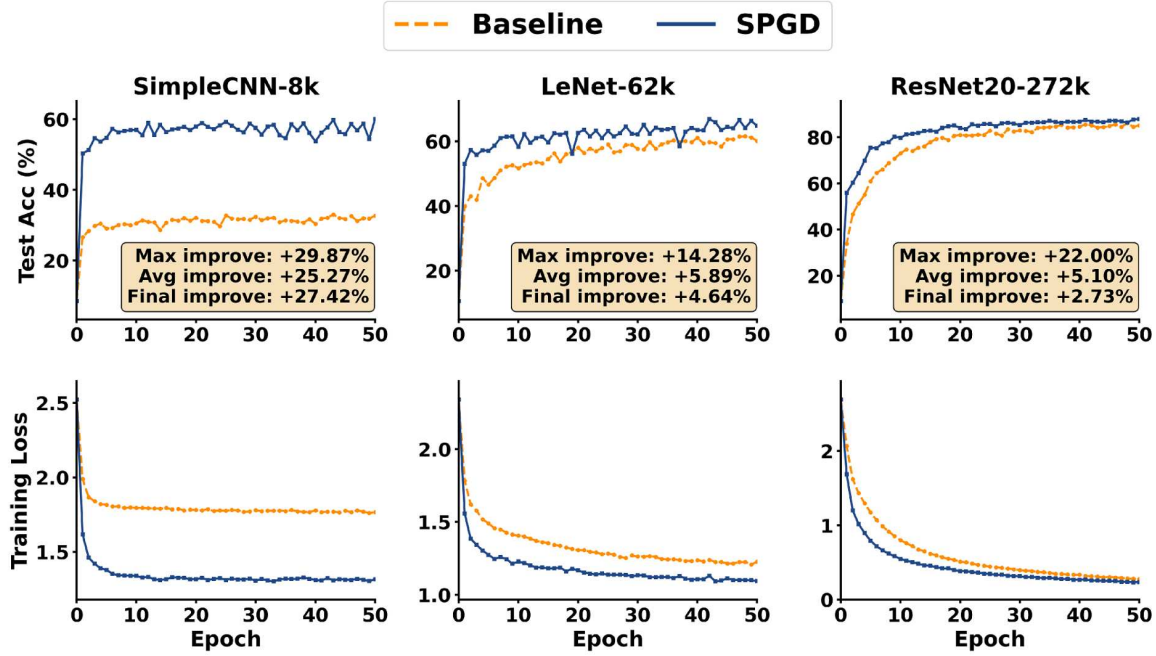 Baseline SPGD
SimpleCNN-8k LeNet-62k ResNet20-272k
Test Acc (%)
60
40
20
Max improve: +29.87%
Avg improve: +25.27%
Final improve: +27.42%
0 10 20 30 40 50
60
40
20
Max improve: +14.28%
Avg improve: +5.89%
Final improve: +4.64%
0 10 20 30 40 50
80
60
40
20
Max improve: +22.00%
Avg improve: +5.10%
Final improve: +2.73%
0 10 20 30 40 50
Training Loss
2.5
2.0
1.5
0 10 20 30 40 50
Epoch
2.0
1.5
1.0
0 10 20 30 40 50
Epoch
2
1
0
0 10 20 30 40 50
Epoch